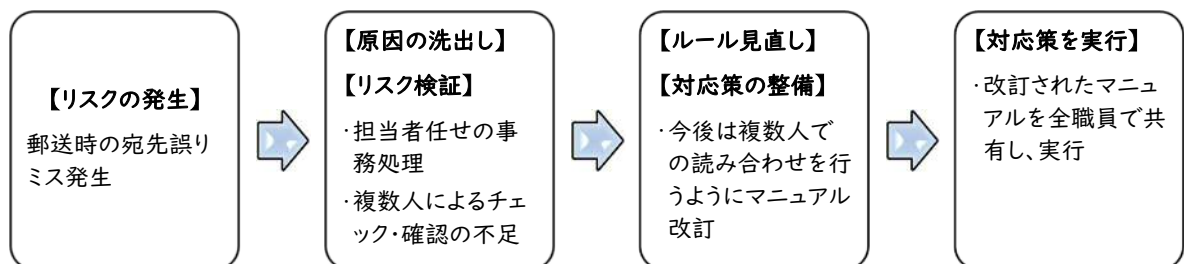 【リスクの発生】
郵送時の宛先誤り
ミス発生
【原因の洗出し】
【リスク検証】
・担当者任せの事
務処理
・複数人によるチェ
ック・確認の不足
【ルール見直し】
【対応策の整備】
・今後は複数人で
の読み合わせを行
うようにマニュアル
改訂
【対応策を実行】
・改訂されたマニュ
アルを全職員で共
有し、実行